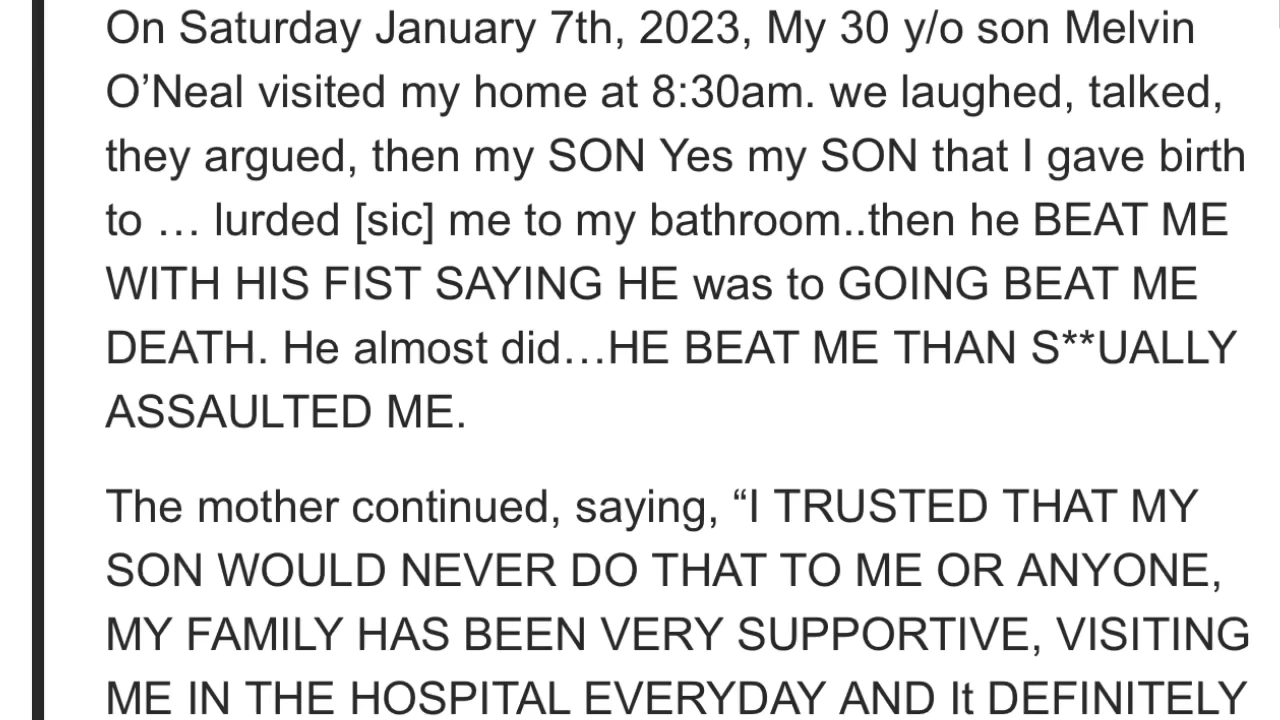 On Saturday January 7th, 2023, My 30 y/o son Melvin
O’Neal visited my home at 8:30am. we laughed, talked,
they argued, then my SON Yes my SON that I gave birth
to … lurded [sic] me to my bathroom..then he BEAT ME
WITH HIS FIST SAYING HE was to GOING BEAT ME
DEATH. He almost did…HE BEAT ME THAN S**UALLY
ASSAULTED ME.
The mother continued, saying, “I TRUSTED THAT MY
SON WOULD NEVER DO THAT TO ME OR ANYONE,
MY FAMILY HAS BEEN VERY SUPPORTIVE, VISITING
ME IN THE HOSPITAL EVERYDAY AND It DEFINITELY